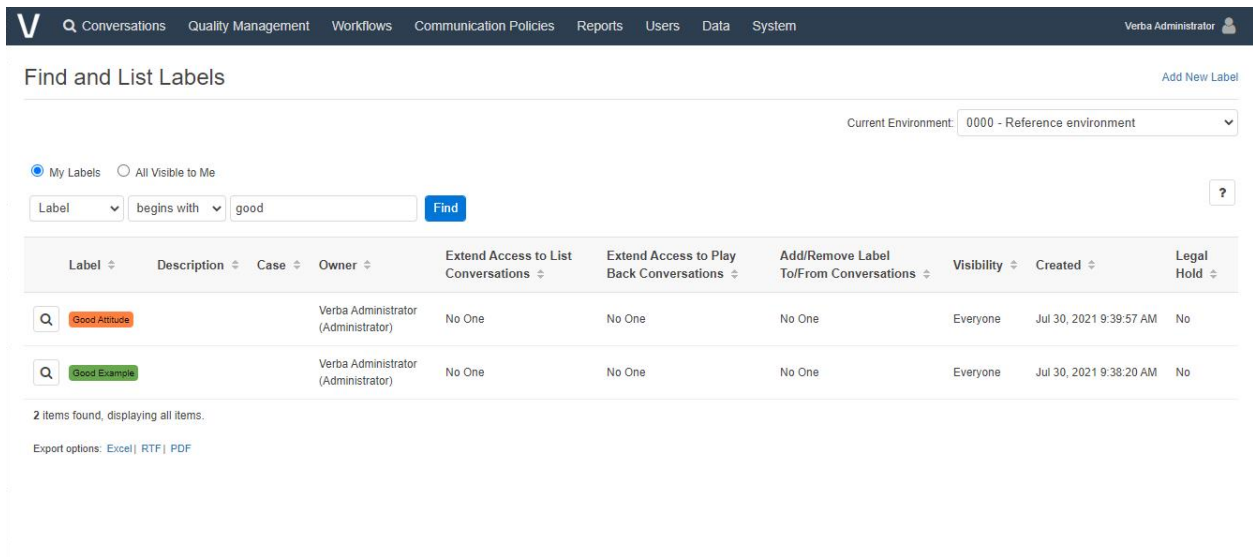 V Conversations Quality Management Workflows Communication Policies Reports Users Data System Verba Administrator
Find and List Labels Add New Label
Current Environment: 0000 - Reference environment
My Labels All Visible to Me
?
Label begins with good Find
Label Description Case Owner Extend Access to List Conversations Extend Access to Play Back Conversations Add/Remove Label To/From Conversations Visibility Created Legal Hold
Good Attitude Verba Administrator (Administrator) No One No One No One Everyone Jul 30, 2021 9:39:57 AM No
Good Example Verba Administrator (Administrator) No One No One No One Everyone Jul 30, 2021 9:38:20 AM No
2 items found, displaying all items.
Export options: Excel | RTF | PDF